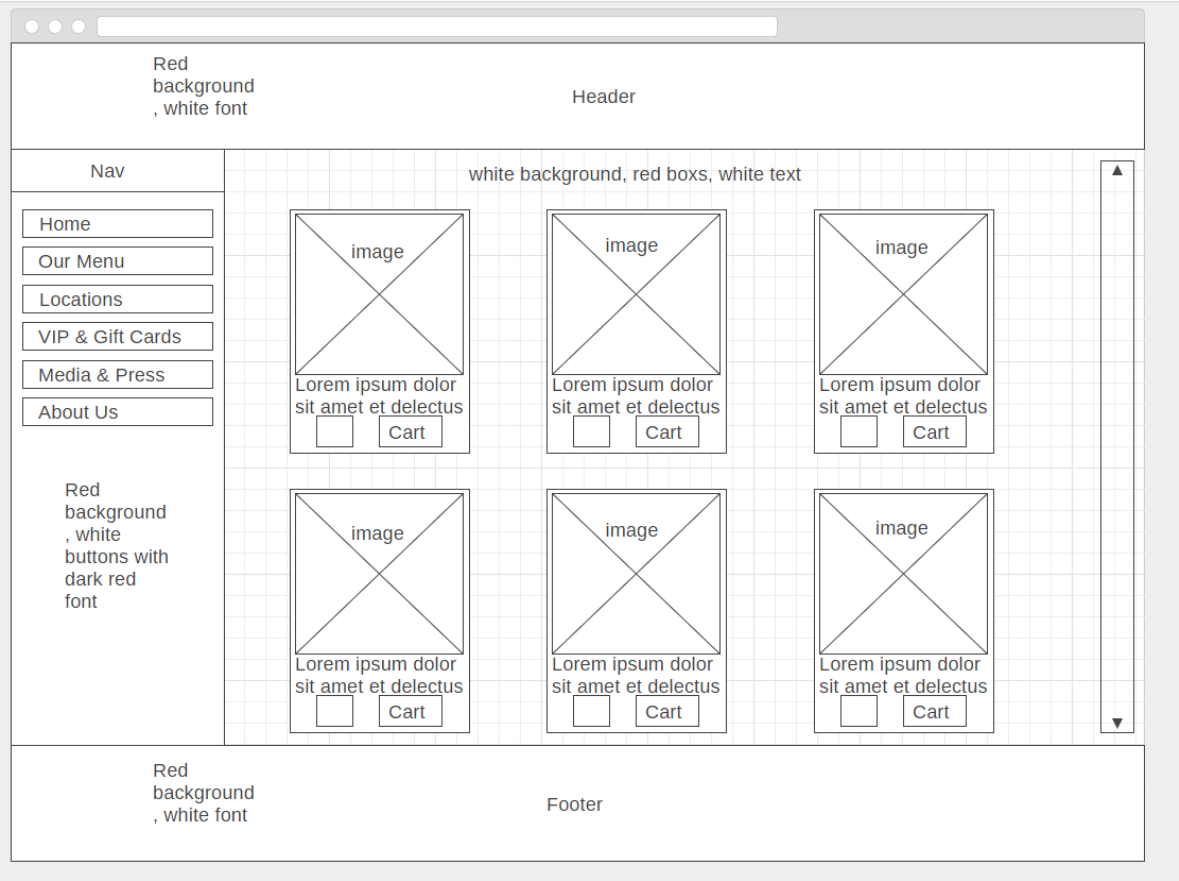 Red
background
, white font
Header
Nav
white background, red boxs, white text
Home
Our Menu
Locations
VIP & Gift Cards
Media & Press
About Us
Red
background
, white
buttons with
dark red
font
image
Lorem ipsum dolor
sit amet et delectus
Cart
image
Lorem ipsum dolor
sit amet et delectus
Cart
image
Lorem ipsum dolor
sit amet et delectus
Cart
image
Lorem ipsum dolor
sit amet et delectus
Cart
image
Lorem ipsum dolor
sit amet et delectus
Cart
image
Lorem ipsum dolor
sit amet et delectus
Cart
Red
background
, white font
Footer